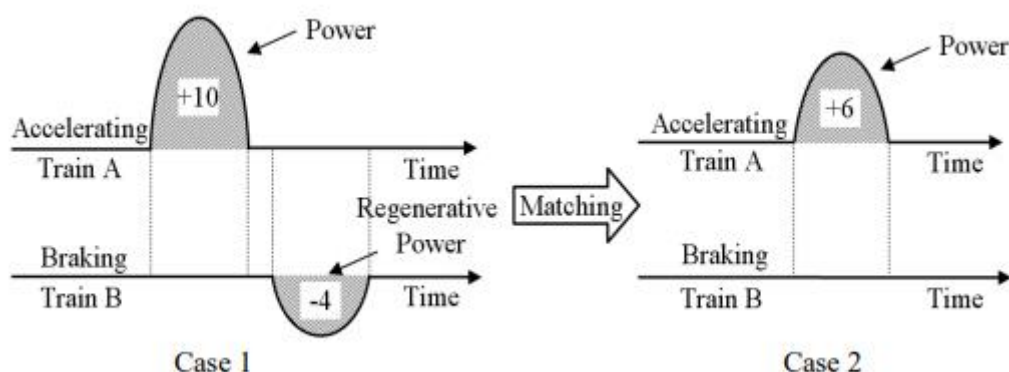 Power
+10
Accelerating
Train A
Time
Regenerative
Power
Braking
Train B
-4
Time
Case 1
Matching
Power
+6
Accelerating
Train A
Time
Braking
Train B
Time
Case 2